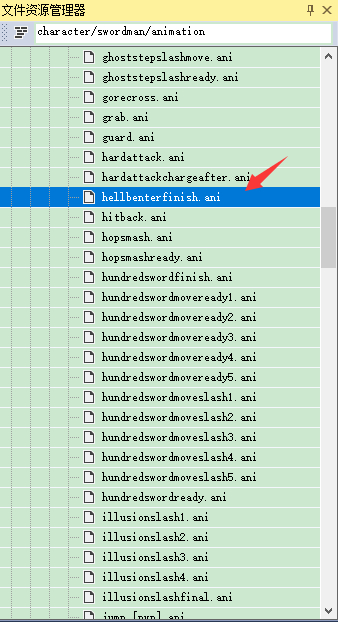 文件资源管理器
character/swordman/animation
ghoststepslashmove.ani
ghoststepslashready.ani
gorecross.ani
grab.ani
guard.ani
hardattack.ani
hardattackchargeafter.ani
hellbenterfinish.ani
hitback.ani
hopsmash.ani
hopsmashready.ani
hundredswordfinish.ani
hundredswordmoveready1.ani
hundredswordmoveready2.ani
hundredswordmoveready3.ani
hundredswordmoveready4.ani
hundredswordmoveready5.ani
hundredswordmoveslash1.ani
hundredswordmoveslash2.ani
hundredswordmoveslash3.ani
hundredswordmoveslash4.ani
hundredswordmoveslash5.ani
hundredswordready.ani
illusionslash1.ani
illusionslash2.ani
illusionslash3.ani
illusionslash4.ani
illusionslashfinal.ani
jump [pvp].ani